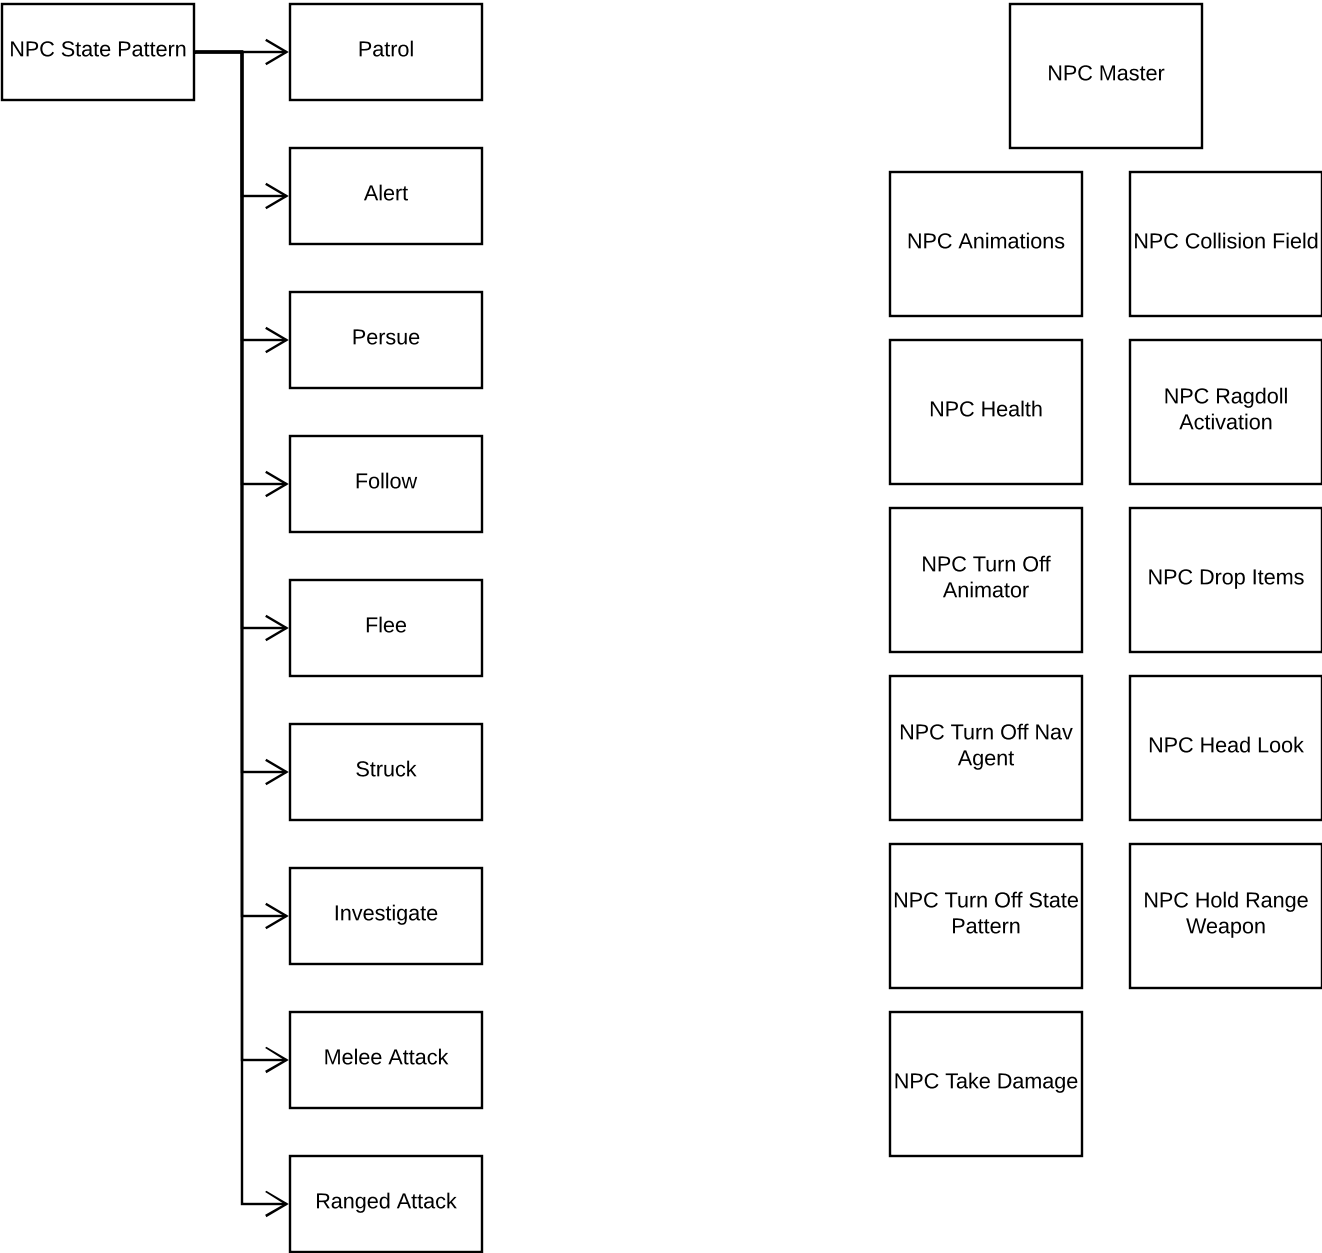 NPC State Pattern
Patrol
Alert
Persue
Follow
Flee
Struck
Investigate
Melee Attack
Ranged Attack
NPC Master
NPC Animations
NPC Collision Field
NPC Health
NPC Ragdoll
Activation
NPC Turn Off
Animator
NPC Drop Items
NPC Turn Off Nav
Agent
NPC Head Look
NPC Turn Off State
Pattern
NPC Hold Range
Weapon
NPC Take Damage